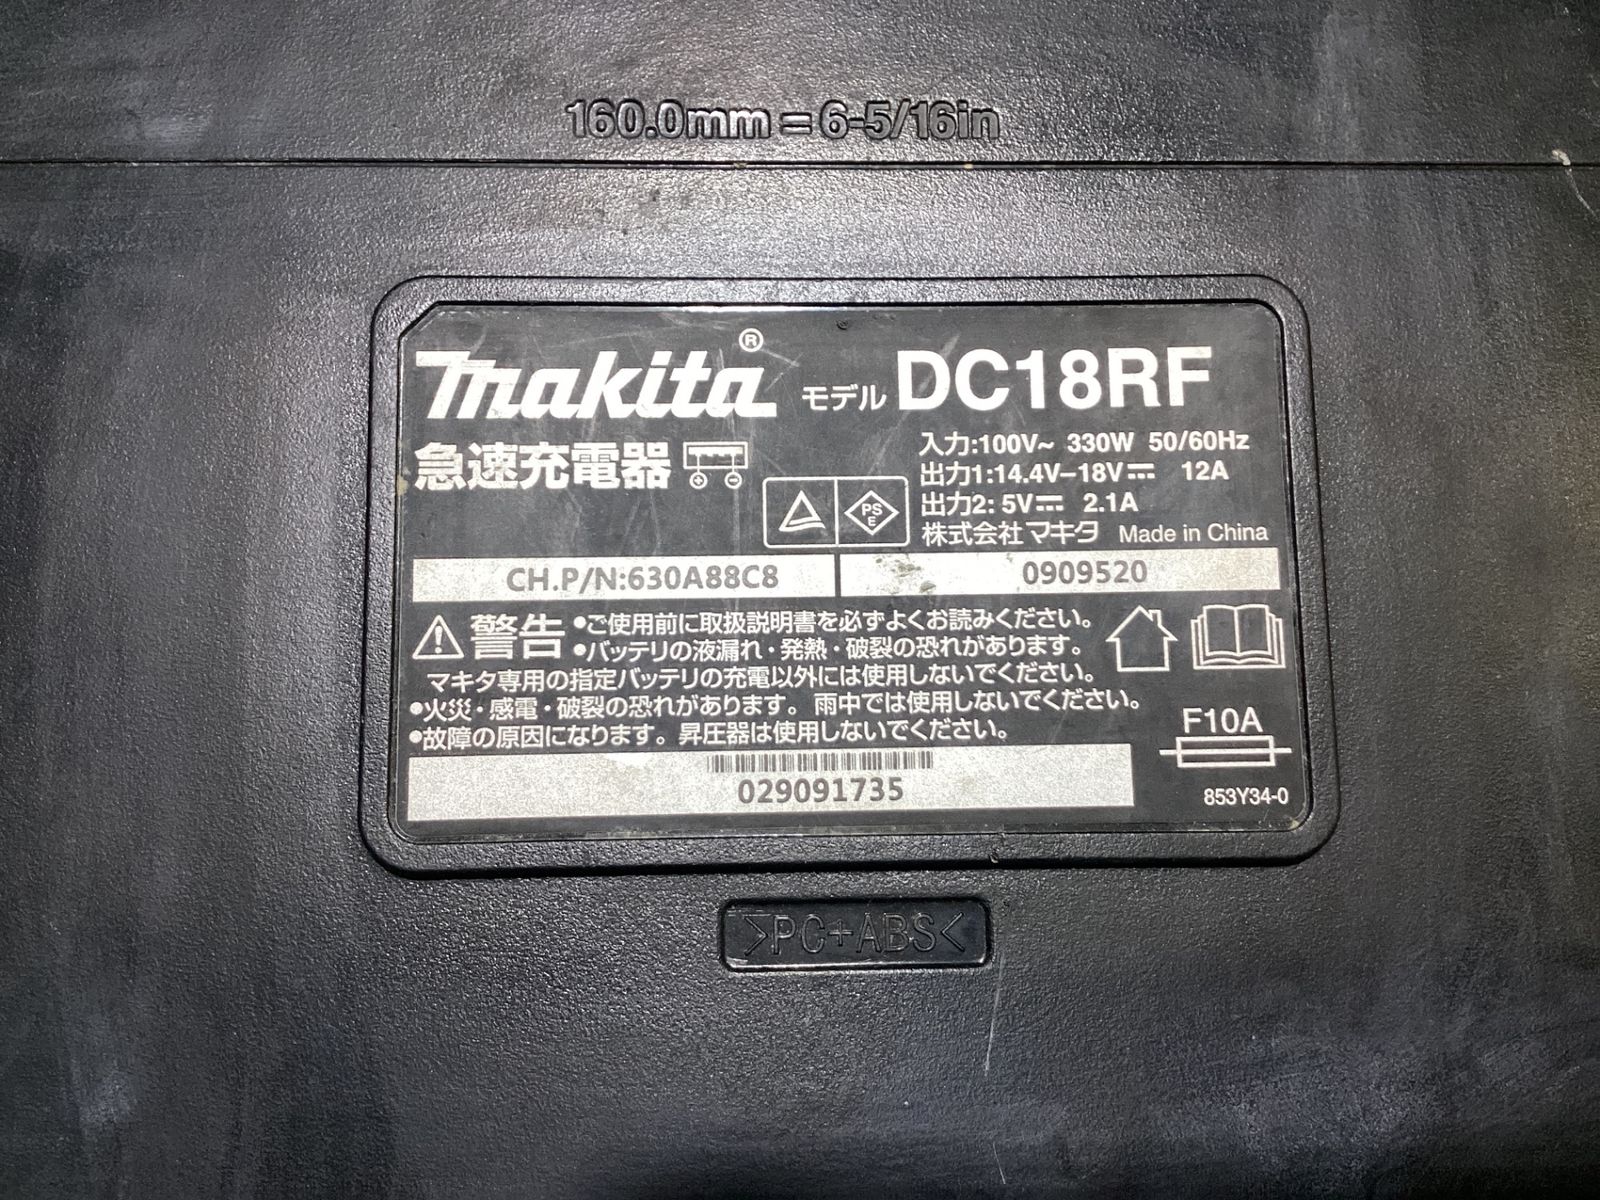 160.0mm=6-5/16in
makita® モデル DC18RF
急速充電器
入力:100V~ 330W 50/60Hz
出力1:14.4V–18V⎓ 12A
出力2: 5V⎓ 2.1A
PS
E
株式会社マキタ Made in China
CH.P/N:630A88C8 0909520
警告 •ご使用前に取扱説明書を必ずよくお読みください。
•バッテリの液漏れ・発熱・破裂の恐れがあります。
マキタ専用の指定バッテリの充電以外には使用しないでください。
•火災・感電・破裂の恐れがあります。雨中では使用しないでください。
•故障の原因になります。昇圧器は使用しないでください。
F10A
029091735
853Y34-0
>PC+ABS<